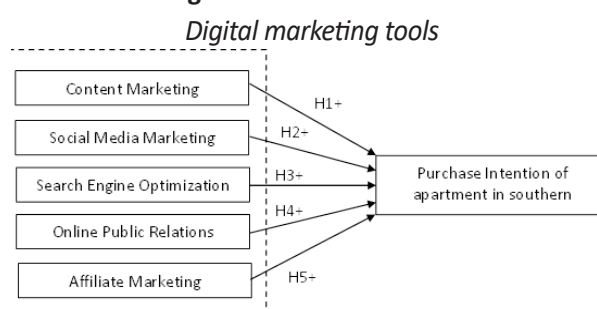 Digital marketing tools
Content Marketing
H1+
Social Media Marketing
H2+
Search Engine Optimization
H3+
Purchase Intention of
apartment in southern
Online Public Relations
H4+
Affiliate Marketing
H5+